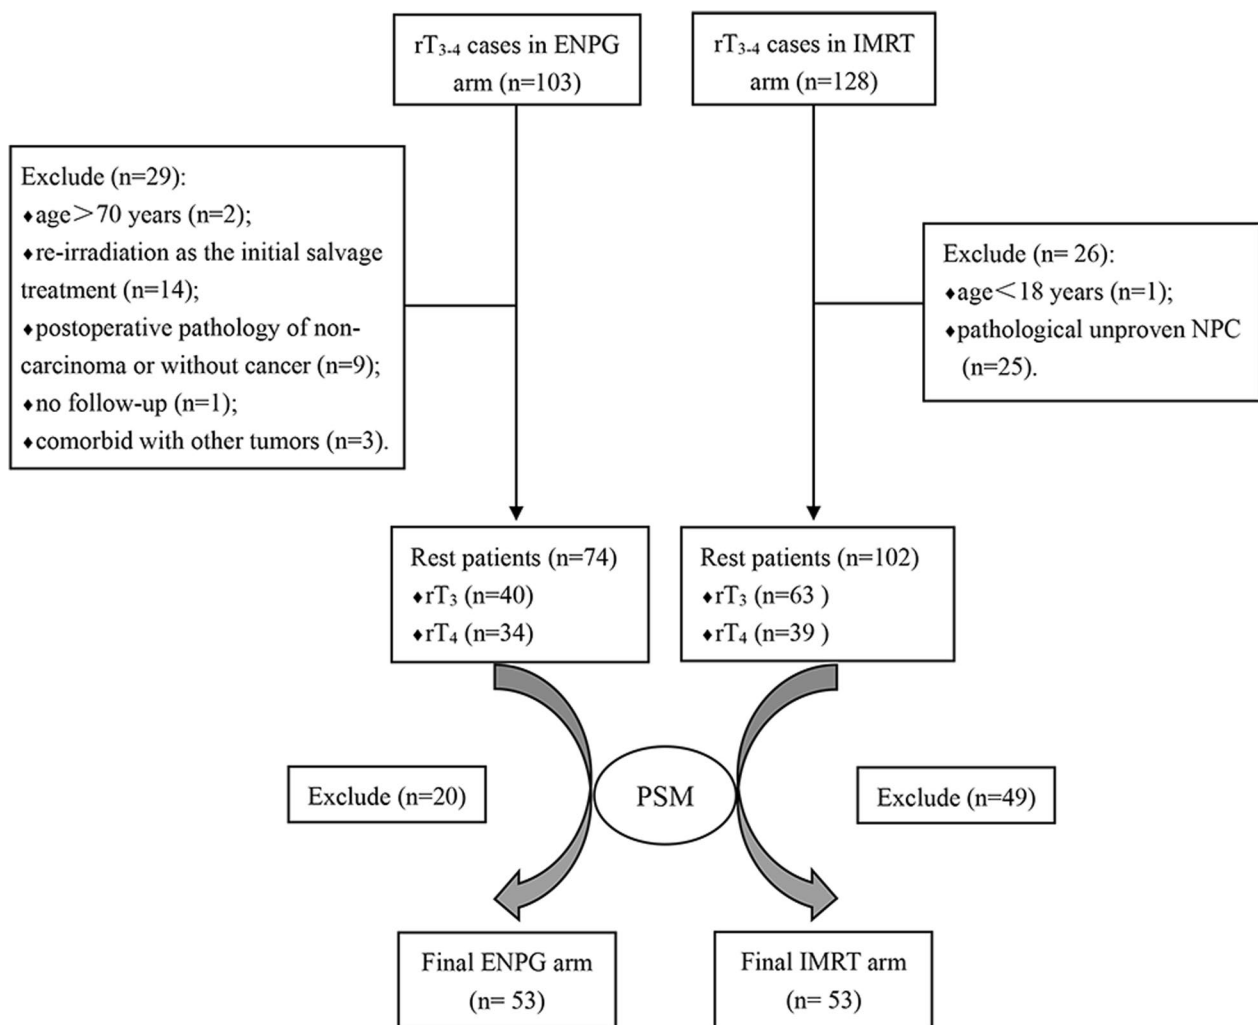 rT₃₋₄ cases in ENPG
arm (n=103)
rT₃₋₄ cases in IMRT
arm (n=128)
Exclude (n=29):
♦age＞70 years (n=2);
♦re-irradiation as the initial salvage
treatment (n=14);
♦postoperative pathology of non-
carcinoma or without cancer (n=9);
♦no follow-up (n=1);
♦comorbid with other tumors (n=3).
Exclude (n= 26):
♦age＜18 years (n=1);
♦pathological unproven NPC
(n=25).
Rest patients (n=74)
♦rT₃ (n=40)
♦rT₄ (n=34)
Rest patients (n=102)
♦rT₃ (n=63 )
♦rT₄ (n=39 )
Exclude (n=20)
PSM
Exclude (n=49)
Final ENPG arm
(n= 53)
Final IMRT arm
(n= 53)